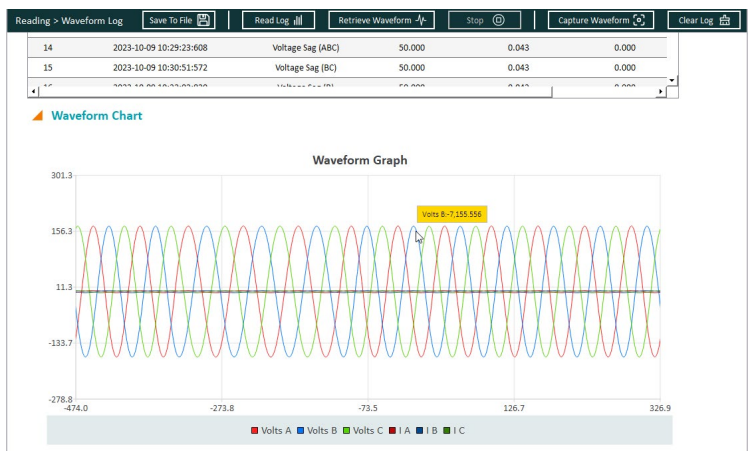 Reading > Waveform Log Save To File Read Log Retrieve Waveform Stop Capture Waveform Clear Log
14 2023-10-09 10:29:23:608 Voltage Sag (ABC) 50.000 0.043 0.000
15 2023-10-09 10:30:51:572 Voltage Sag (BC) 50.000 0.043 0.000
Waveform Chart
Waveform Graph
301.3
Volts B:-7,155.556
156.3
11.3
-133.7
-278.8
-474.0 -273.8 -73.5 126.7 326.9
Volts A Volts B Volts C I A I B I C